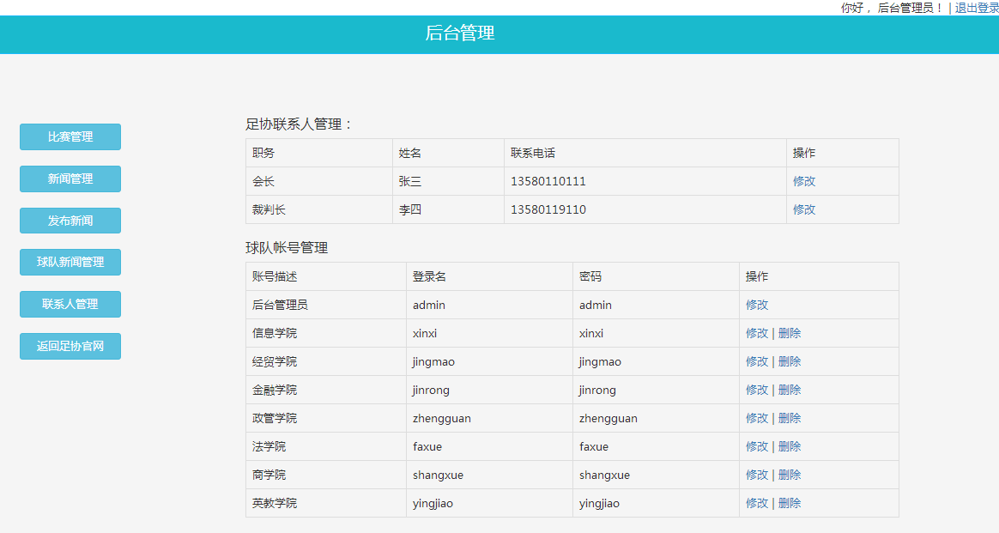 你好， 后台管理员！ | 退出登录
后台管理
比赛管理
新闻管理
发布新闻
球队新闻管理
联系人管理
返回足协官网
足协联系人管理：
职务 姓名 联系电话 操作
会长 张三 13580110111 修改
裁判长 李四 13580119110 修改
球队帐号管理
账号描述 登录名 密码 操作
后台管理员 admin admin 修改
信息学院 xinxi xinxi 修改 | 删除
经贸学院 jingmao jingmao 修改 | 删除
金融学院 jinrong jinrong 修改 | 删除
政管学院 zhengguan zhengguan 修改 | 删除
法学院 faxue faxue 修改 | 删除
商学院 shangxue shangxue 修改 | 删除
英教学院 yingjiao yingjiao 修改 | 删除